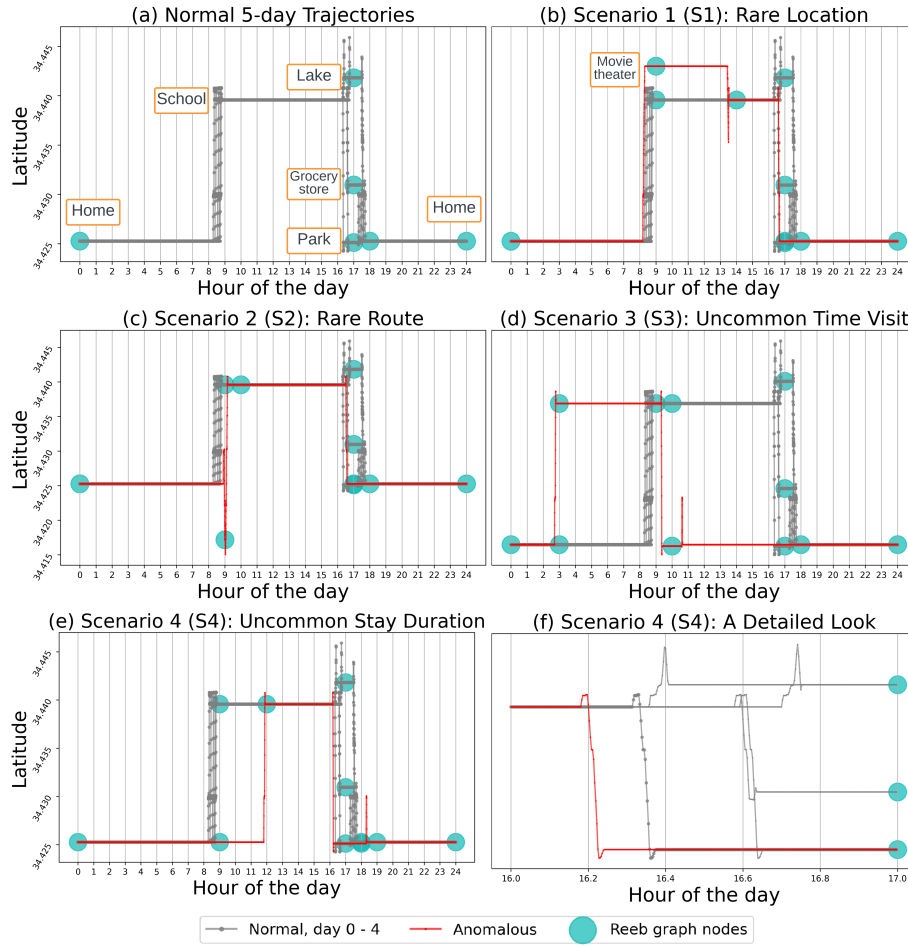 (a) Normal 5-day Trajectories
34.445
34.440
34.435
34.430
34.425
Latitude
School
Lake
Grocery
store
Home
Park
Home
0 1 2 3 4 5 6 7 8 9 10 11 12 13 14 15 16 17 18 19 20 21 22 23 24
Hour of the day
(b) Scenario 1 (S1): Rare Location
34.445
34.440
34.435
34.430
34.425
Latitude
Movie
theater
0 1 2 3 4 5 6 7 8 9 10 11 12 13 14 15 16 17 18 19 20 21 22 23 24
Hour of the day
(c) Scenario 2 (S2): Rare Route
34.445
34.440
34.435
34.430
34.425
34.420
34.415
Latitude
0 1 2 3 4 5 6 7 8 9 10 11 12 13 14 15 16 17 18 19 20 21 22 23 24
Hour of the day
(d) Scenario 3 (S3): Uncommon Time Visit
0 1 2 3 4 5 6 7 8 9 10 11 12 13 14 15 16 17 18 19 20 21 22 23 24
Hour of the day
(e) Scenario 4 (S4): Uncommon Stay Duration
34.445
34.440
34.435
34.430
34.425
Latitude
0 1 2 3 4 5 6 7 8 9 10 11 12 13 14 15 16 17 18 19 20 21 22 23 24
Hour of the day
(f) Scenario 4 (S4): A Detailed Look
16.0 16.2 16.4 16.6 16.8 17.0
Hour of the day
Normal, day 0 - 4
Anomalous
Reeb graph nodes